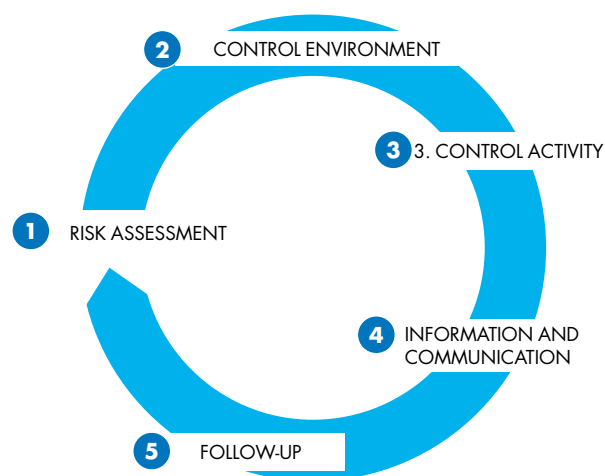 2 CONTROL ENVIRONMENT
3 3. CONTROL ACTIVITY
1 RISK ASSESSMENT
4 INFORMATION AND
COMMUNICATION
5 FOLLOW-UP